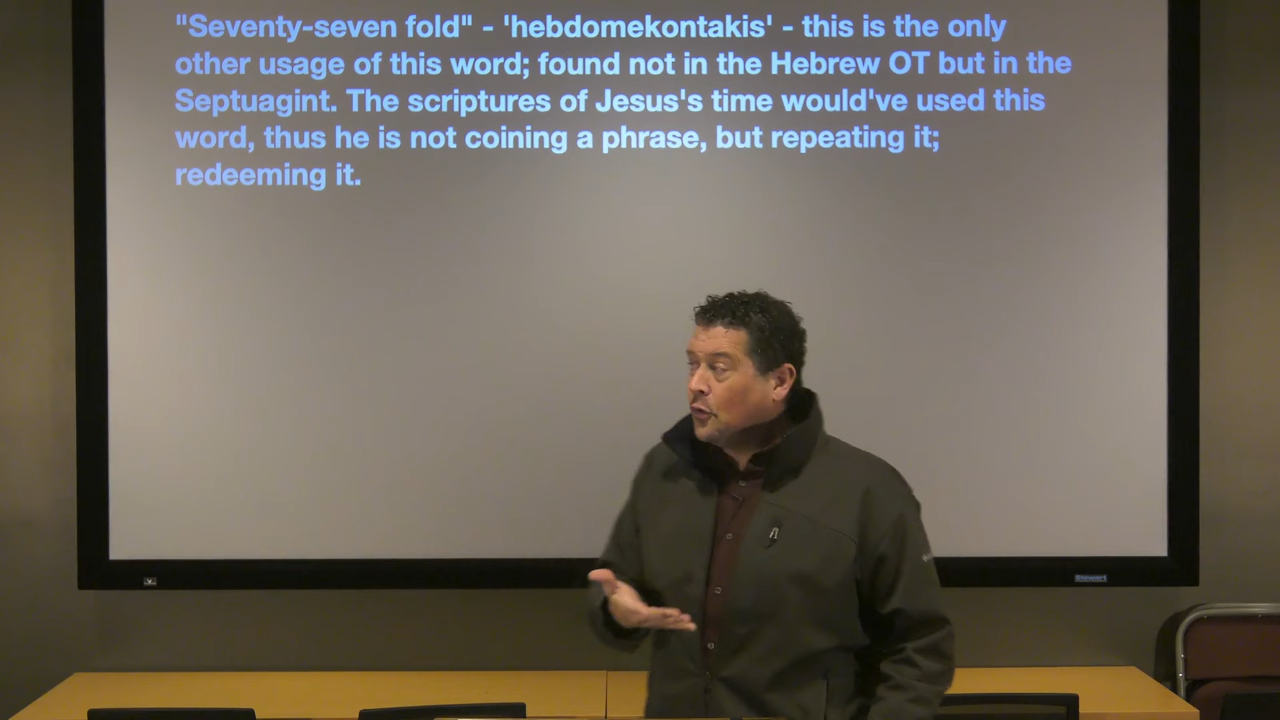 "Seventy-seven fold" - 'hebdomekontakis' - this is the only
other usage of this word; found not in the Hebrew OT but in the
Septuagint. The scriptures of Jesus's time would've used this
word, thus he is not coining a phrase, but repeating it;
redeeming it.
Stewart